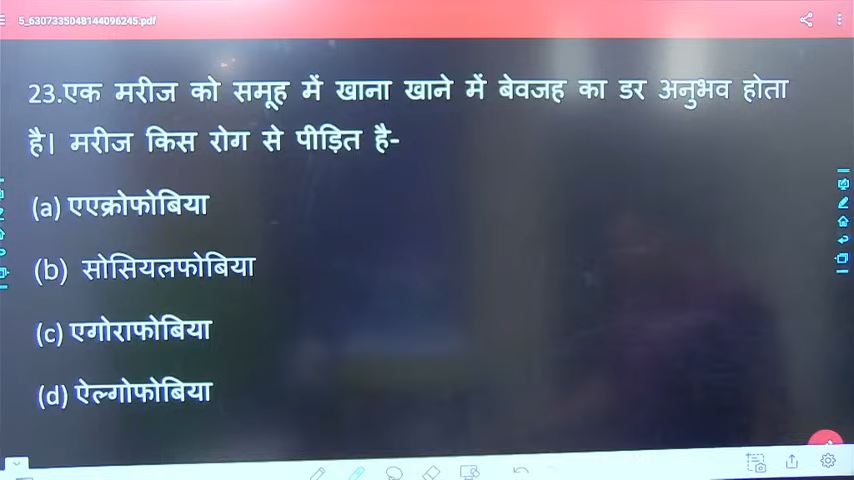 5_6307335048144096245.pdf
23.एक मरीज को समूह में खाना खाने में बेवजह का डर अनुभव होता
है। मरीज किस रोग से पीड़ित है-
(a) एएक्रोफोबिया
(b) सोसियलफोबिया
(c) एगोराफोबिया
(d) ऐल्गोफोबिया